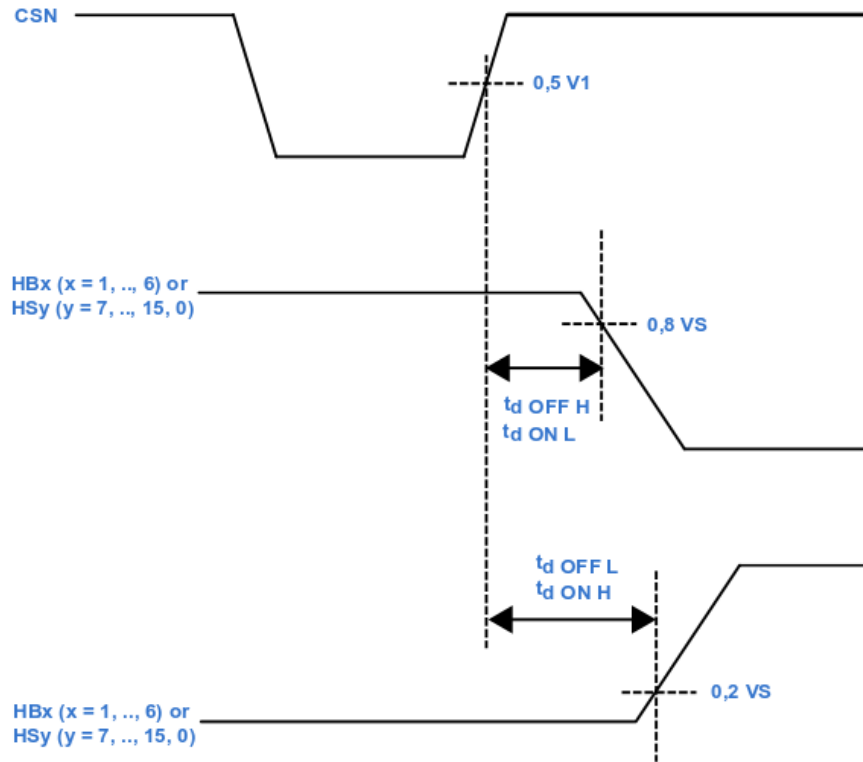 CSN
0,5 V1
HBx (x = 1, .., 6) or
HSy (y = 7, .., 15, 0)
0,8 VS
td OFF H
td ON L
td OFF L
td ON H
0,2 VS
HBx (x = 1, .., 6) or
HSy (y = 7, .., 15, 0)